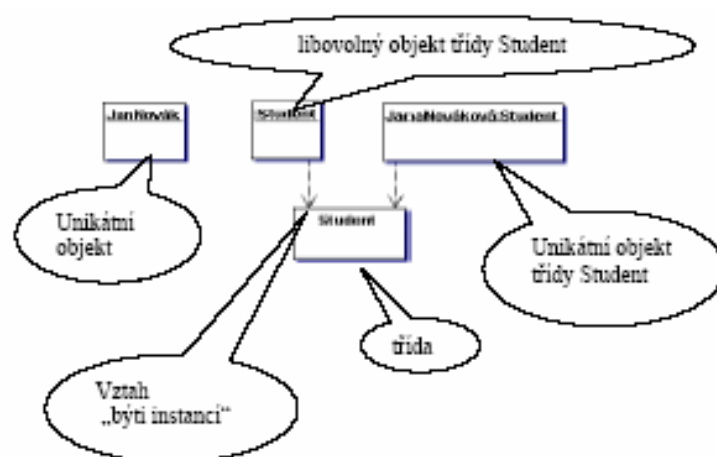 libovolný objekt třídy Student
JanNovák
Student
JanaNováková:Student
Unikátní
objekt
Student
Unikátní objekt
třídy Student
třída
Vztah
„býti instancí“